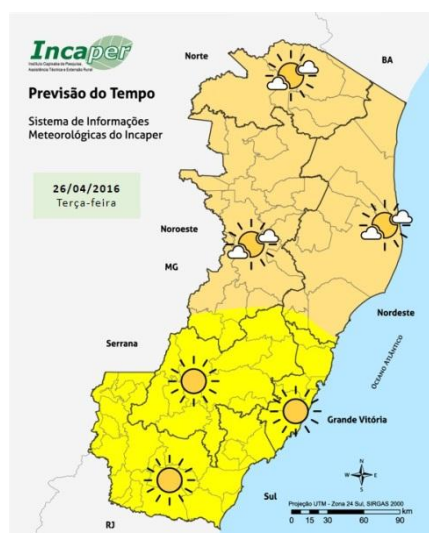 Incaper
Instituto Capixaba de Pesquisa
Assistência Técnica e Extensão Rural
Previsão do Tempo
Sistema de Informações
Meteorológicas do Incaper
26/04/2016
Terça-feira
Norte
BA
Noroeste
MG
Nordeste
Serrana
OCEANO ATLÂNTICO
Grande Vitória
Sul
RJ
N
W
E
S
Projeção UTM - Zona 24 Sul, SIRGAS 2000
km
0 15 30 60 90